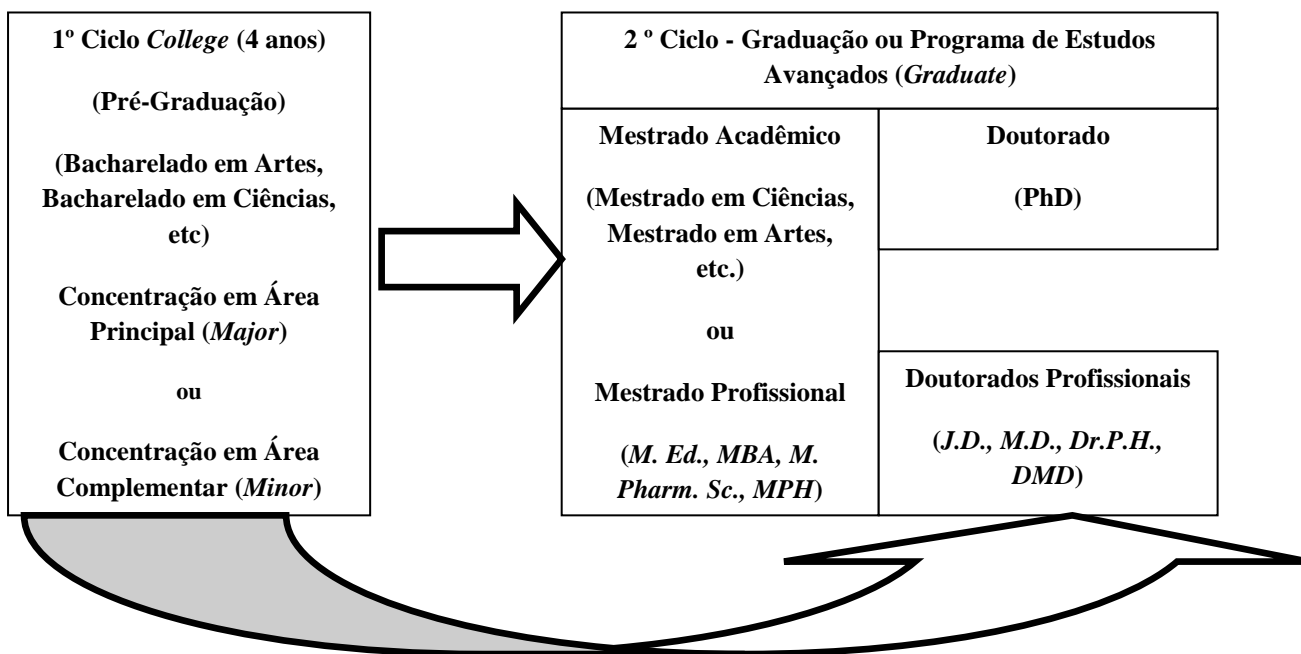 1º Ciclo College (4 anos)
(Pré-Graduação)
(Bacharelado em Artes,
Bacharelado em Ciências,
etc)
Concentração em Área
Principal (Major)
ou
Concentração em Área
Complementar (Minor)
2 º Ciclo - Graduação ou Programa de Estudos
Avançados (Graduate)
Mestrado Acadêmico
(Mestrado em Ciências,
Mestrado em Artes,
etc.)
ou
Mestrado Profissional
(M. Ed., MBA, M.
Pharm. Sc., MPH)
Doutorado
(PhD)
Doutorados Profissionais
(J.D., M.D., Dr.P.H.,
DMD)